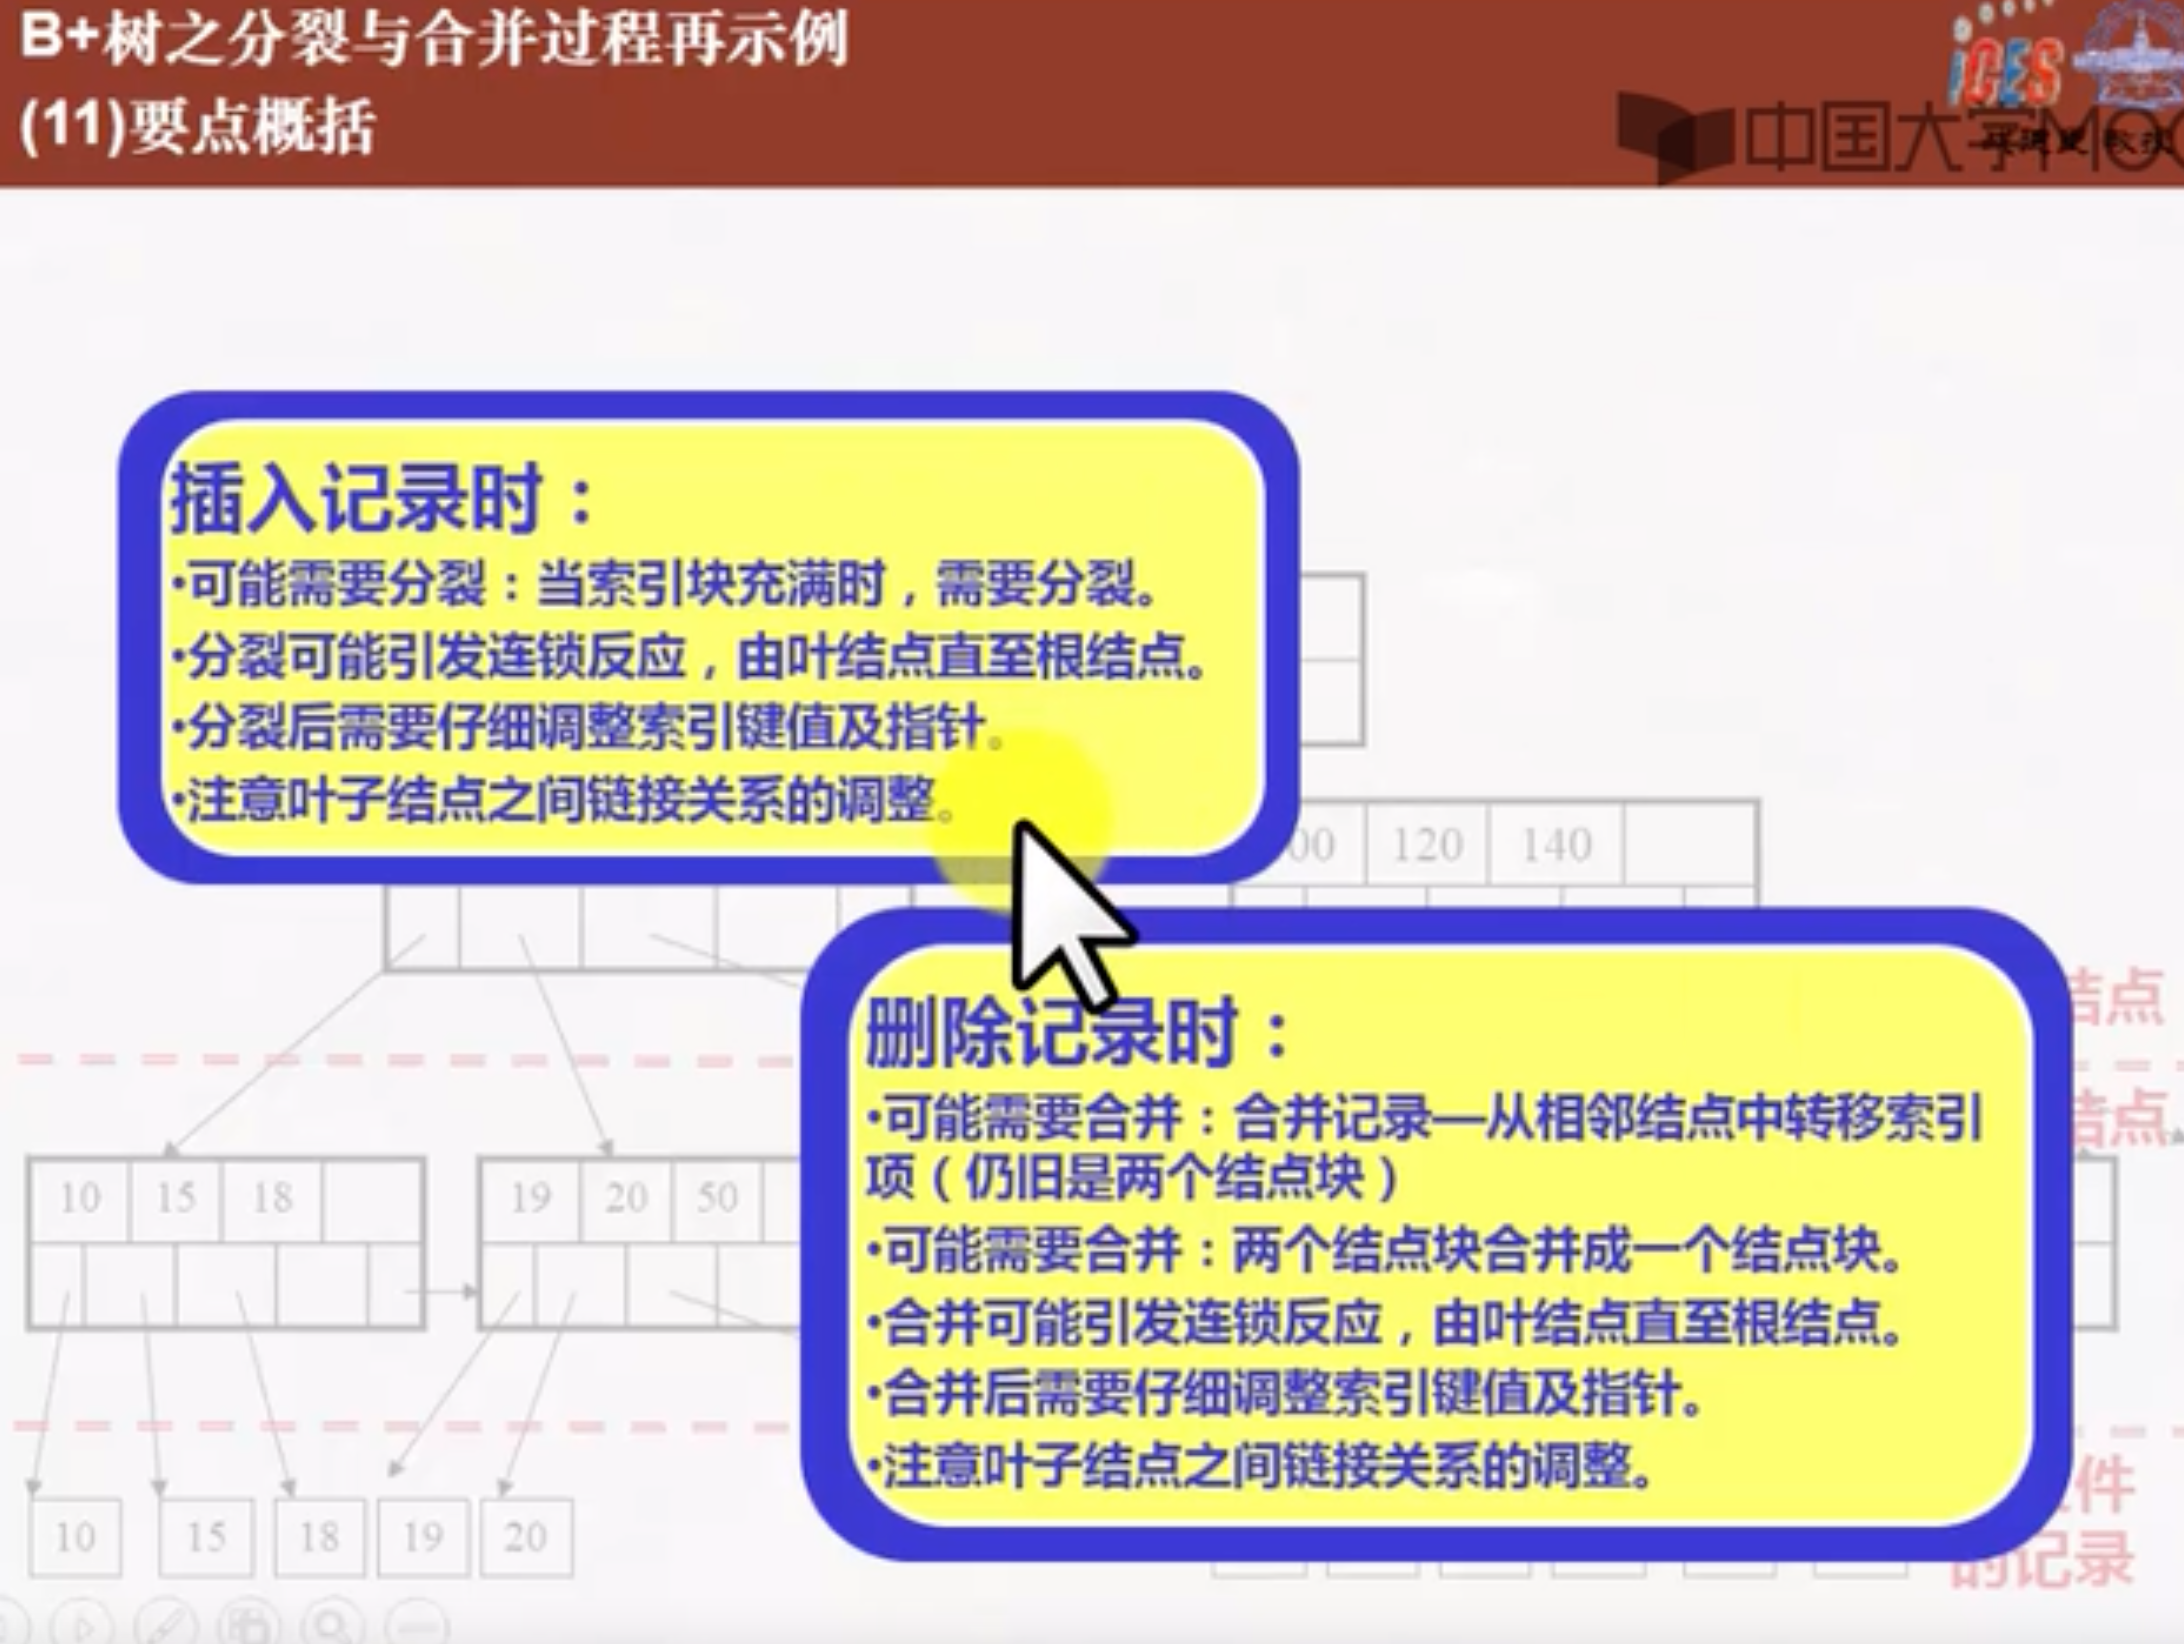 B+树之分裂与合并过程再示例
(11)要点概括
iCES
中国大学MOO
插入记录时：
•可能需要分裂：当索引块充满时，需要分裂。
•分裂可能引发连锁反应，由叶结点直至根结点。
•分裂后需要仔细调整索引键值及指针。
•注意叶子结点之间链接关系的调整。
00 120 140
删除记录时：
•可能需要合并：合并记录—从相邻结点中转移索引
项（仍旧是两个结点块）
•可能需要合并：两个结点块合并成一个结点块。
•合并可能引发连锁反应，由叶结点直至根结点。
•合并后需要仔细调整索引键值及指针。
•注意叶子结点之间链接关系的调整。
结点
结点
10 15 18
19 20 50
件
的记录
10 15 18 19 20